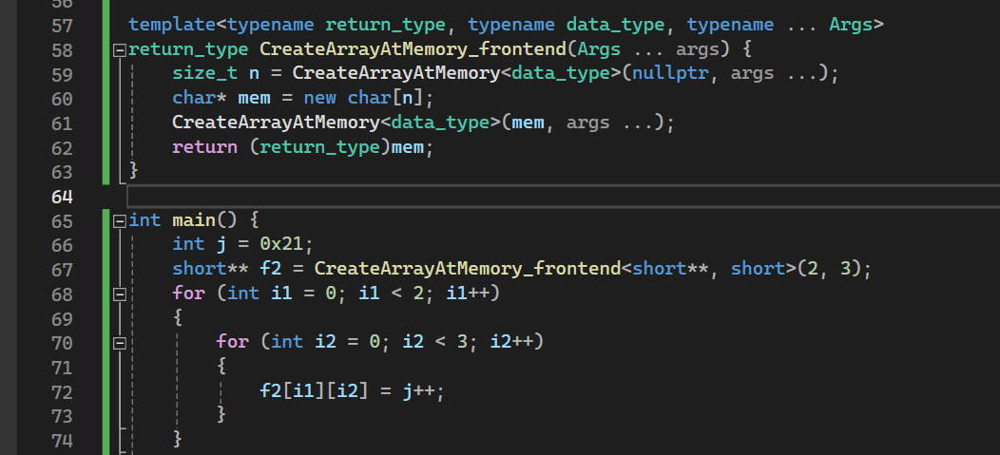 56
57 template<typename return_type, typename data_type, typename ... Args>
58 return_type CreateArrayAtMemory_frontend(Args ... args) {
59 size_t n = CreateArrayAtMemory<data_type>(nullptr, args ...);
60 char* mem = new char[n];
61 CreateArrayAtMemory<data_type>(mem, args ...);
62 return (return_type)mem;
63 }
64
65 int main() {
66 int j = 0x21;
67 short** f2 = CreateArrayAtMemory_frontend<short**, short>(2, 3);
68 for (int i1 = 0; i1 < 2; i1++)
69 {
70 for (int i2 = 0; i2 < 3; i2++)
71 {
72 f2[i1][i2] = j++;
73 }
74 }